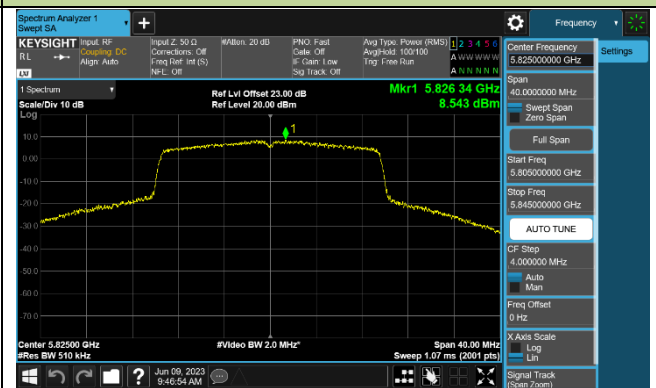 Spectrum Analyzer 1
Swept SA
+
Frequency
KEYSIGHT
RL
LXI
Input: RF
Coupling: DC
Align: Auto
Input Z: 50 Ω
Corrections: Off
Freq Ref: Int (S)
NFE: Off
#Atten: 20 dB
PNO: Fast
Gate: Off
IF Gain: Low
Sig Track: Off
Avg Type: Power (RMS)
Avg|Hold: 100/100
Trig: Free Run
1 2 3 4 5 6
A W W W W W
A N N N N N
1 Spectrum
Scale/Div 10 dB
Log
Ref Lvl Offset 23.00 dB
Ref Level 20.00 dBm
Mkr1 5.826 34 GHz
8.543 dBm
1
10.0
0.00
-10.0
-20.0
-30.0
-40.0
-50.0
-60.0
-70.0
Center 5.82500 GHz
#Res BW 510 kHz
#Video BW 2.0 MHz*
Span 40.00 MHz
Sweep 1.07 ms (2001 pts)
Center Frequency
5.825000000 GHz
Settings
Span
40.0000000 MHz
Swept Span
Zero Span
Full Span
Start Freq
5.805000000 GHz
Stop Freq
5.845000000 GHz
AUTO TUNE
CF Step
4.000000 MHz
Auto
Man
Freq Offset
0 Hz
X Axis Scale
Log
Lin
Signal Track
(Span Zoom)
?
Jun 09, 2023
9:46:54 AM